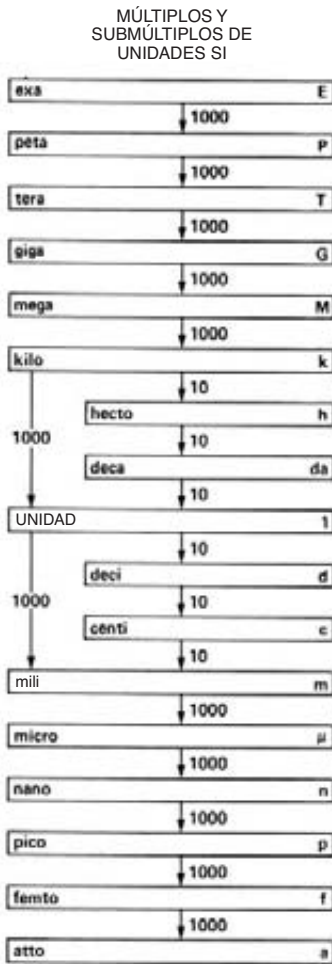 MÚLTIPLOS Y
SUBMÚLTIPLOS DE
UNIDADES SI
exa E
1000
peta P
1000
tera T
1000
giga G
1000
mega M
1000
kilo k
10
hecto h
1000
10
deca da
10
UNIDAD 1
10
deci d
1000
10
centi c
10
mili m
1000
micro µ
1000
nano n
1000
pico p
1000
femto f
1000
atto a